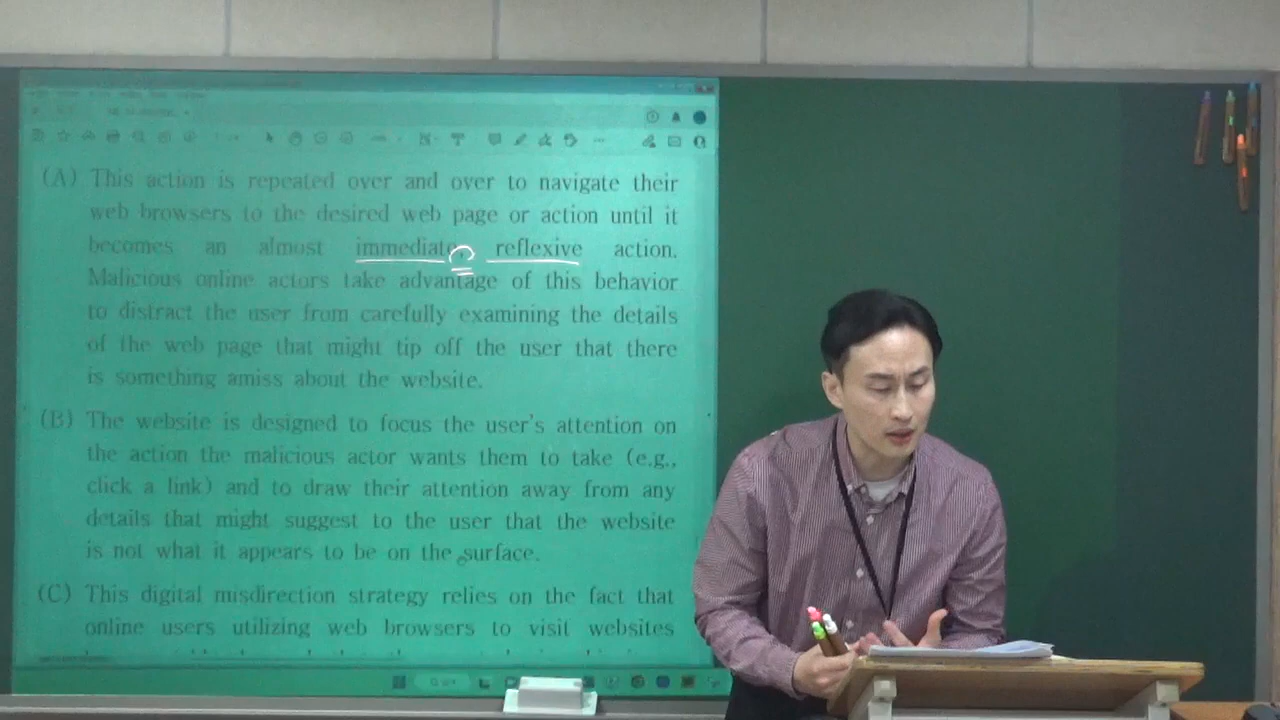 (A) This action is repeated over and over to navigate their
web browsers to the desired web page or action until it
becomes an almost immediate, reflexive action.
Malicious online actors take advantage of this behavior
to distract the user from carefully examining the details
of the web page that might tip off the user that there
is something amiss about the website.
(B) The website is designed to focus the user's attention on
the action the malicious actor wants them to take (e.g.,
click a link) and to draw their attention away from any
details that might suggest to the user that the website
is not what it appears to be on the surface.
(C) This digital misdirection strategy relies on the fact that
online users utilizing web browsers to visit websites